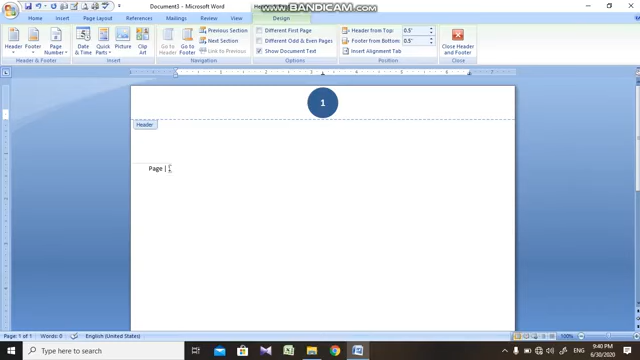 Document3 - Microsoft Word
www.BANDICAM.com
Home Insert Page Layout References Mailings Review View Design
Header Footer Page Number Date & Time Quick Parts Picture Clip Art Go to Header Go to Footer Previous Section Next Section Link to Previous Different First Page Different Odd & Even Pages Show Document Text Header from Top: 0.5" Footer from Bottom: 0.5" Insert Alignment Tab Close Header and Footer
Header & Footer Insert Navigation Options Position Close
1
Header
Page |
Page: 1 of 1 Words: 0 English (United States) 100%
Type here to search ENG 9:40 PM 6/30/2020